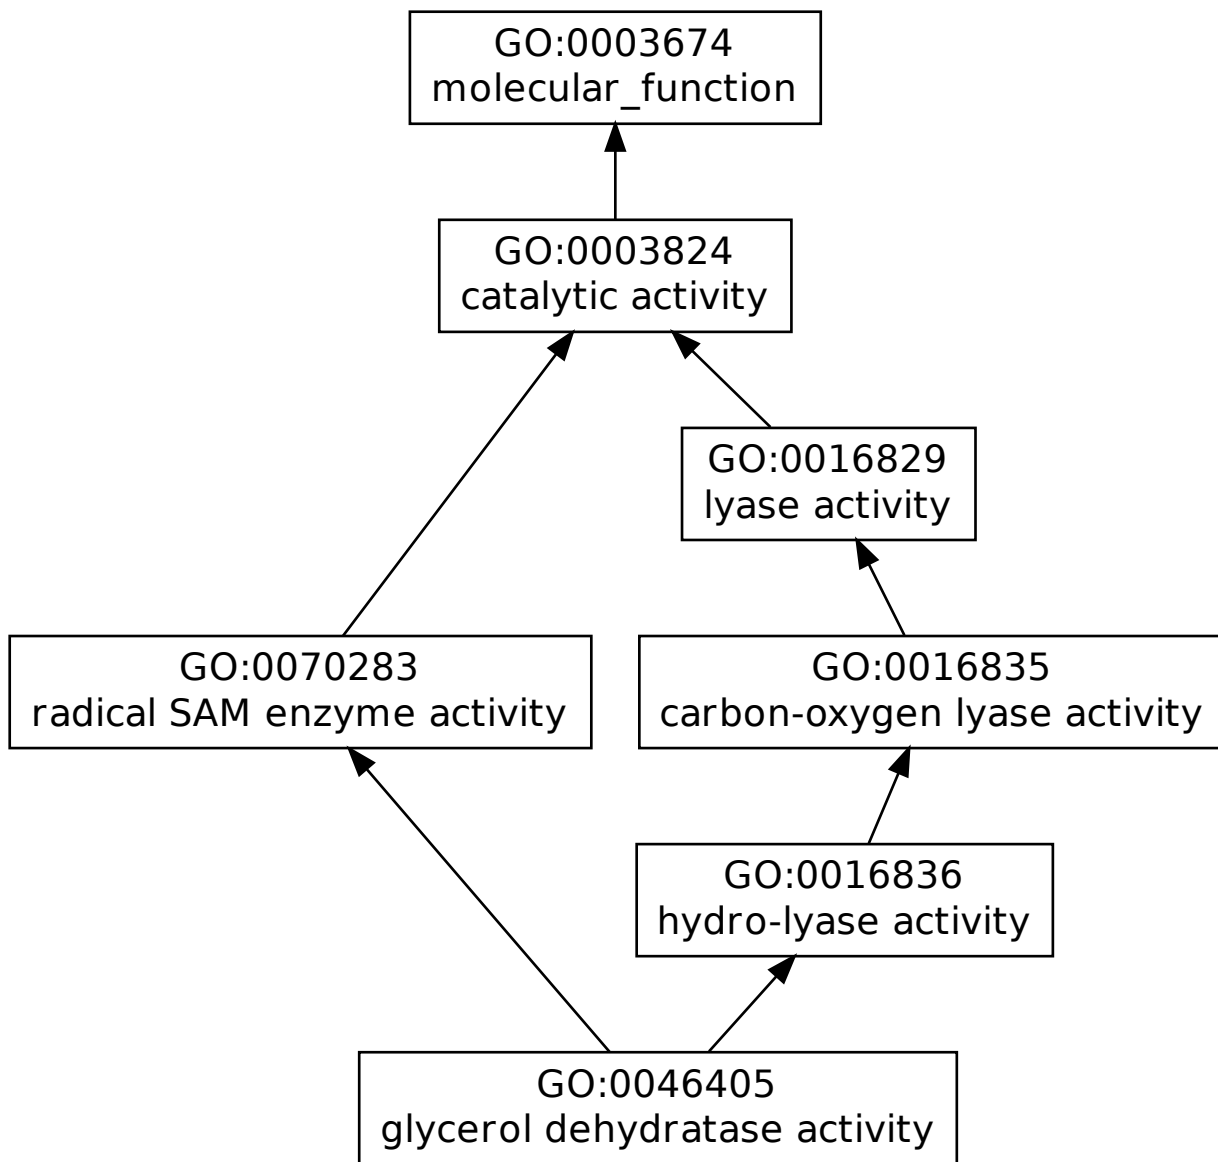 GO:0003674
molecular_function
GO:0003824
catalytic activity
GO:0016829
lyase activity
GO:0070283
radical SAM enzyme activity
GO:0016835
carbon-oxygen lyase activity
GO:0016836
hydro-lyase activity
GO:0046405
glycerol dehydratase activity